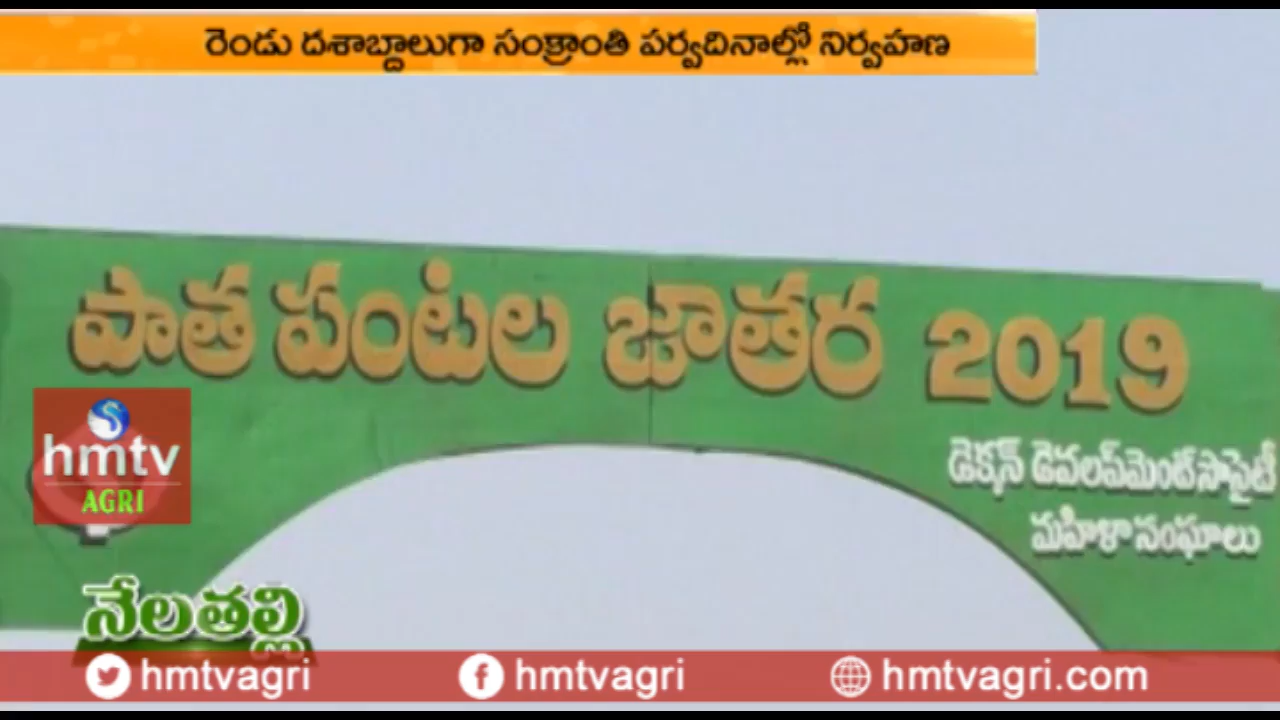 రెండు దశాబ్దాలుగా సంక్రాంతి పర్వదినాల్లో నిర్వహణ
పాత పంటల జాతర 2019
డెక్కన్ డెవలప్‌మెంట్ సొసైటీ
మహిళా సంఘాలు
hmtv
AGRI
నేలతల్లి
hmtvagri hmtvagri hmtvagri.com